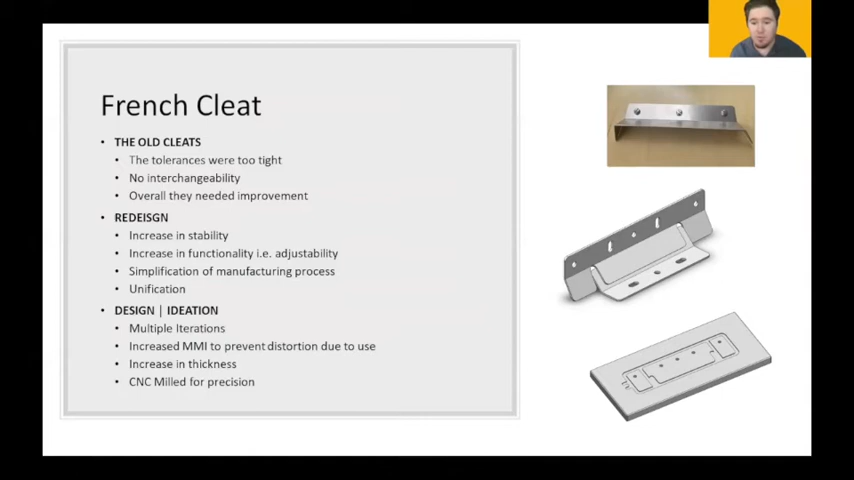 French Cleat
THE OLD CLEATS
The tolerances were too tight
No interchangeability
Overall they needed improvement
REDEISGN
Increase in stability
Increase in functionality i.e. adjustability
Simplification of manufacturing process
Unification
DESIGN | IDEATION
Multiple Iterations
Increased MMI to prevent distortion due to use
Increase in thickness
CNC Milled for precision